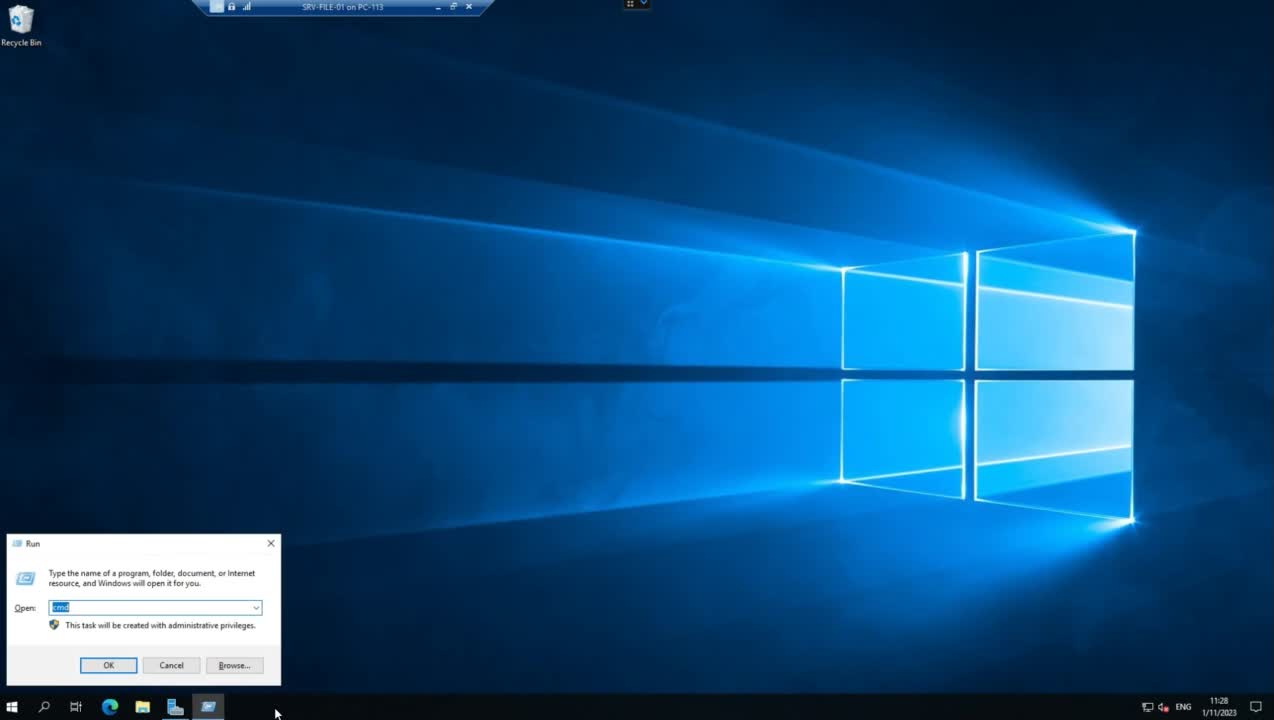 SRV-FILE-01 on PC-113
Recycle Bin
Run
Type the name of a program, folder, document, or Internet
resource, and Windows will open it for you.
Open:
cmd
This task will be created with administrative privileges.
OK
Cancel
Browse...
ENG
11:28
1/11/2023